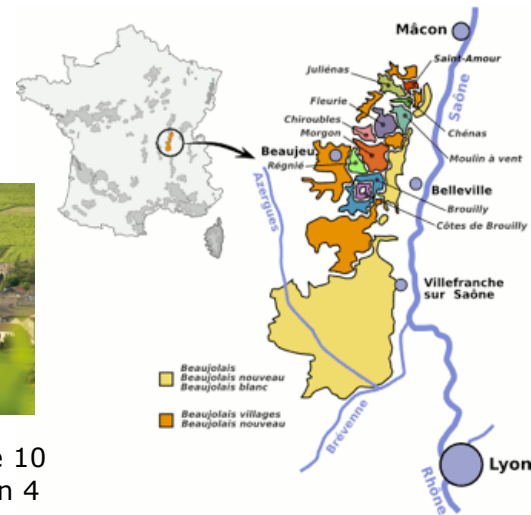 Mâcon
Saint-Amour
Juliénas
Saône
Fleurie
Chiroubles
Chénas
Morgon
Beaujeu
Moulin à vent
Régnié
Azergues
Belleville
Brouilly
Côtes de Brouilly
Villefranche
sur Saône
Beaujolais
Beaujolais nouveau
Beaujolais blanc
Beaujolais villages
Beaujolais nouveau
Brévenne
Lyon
Rhône
e 10
n 4